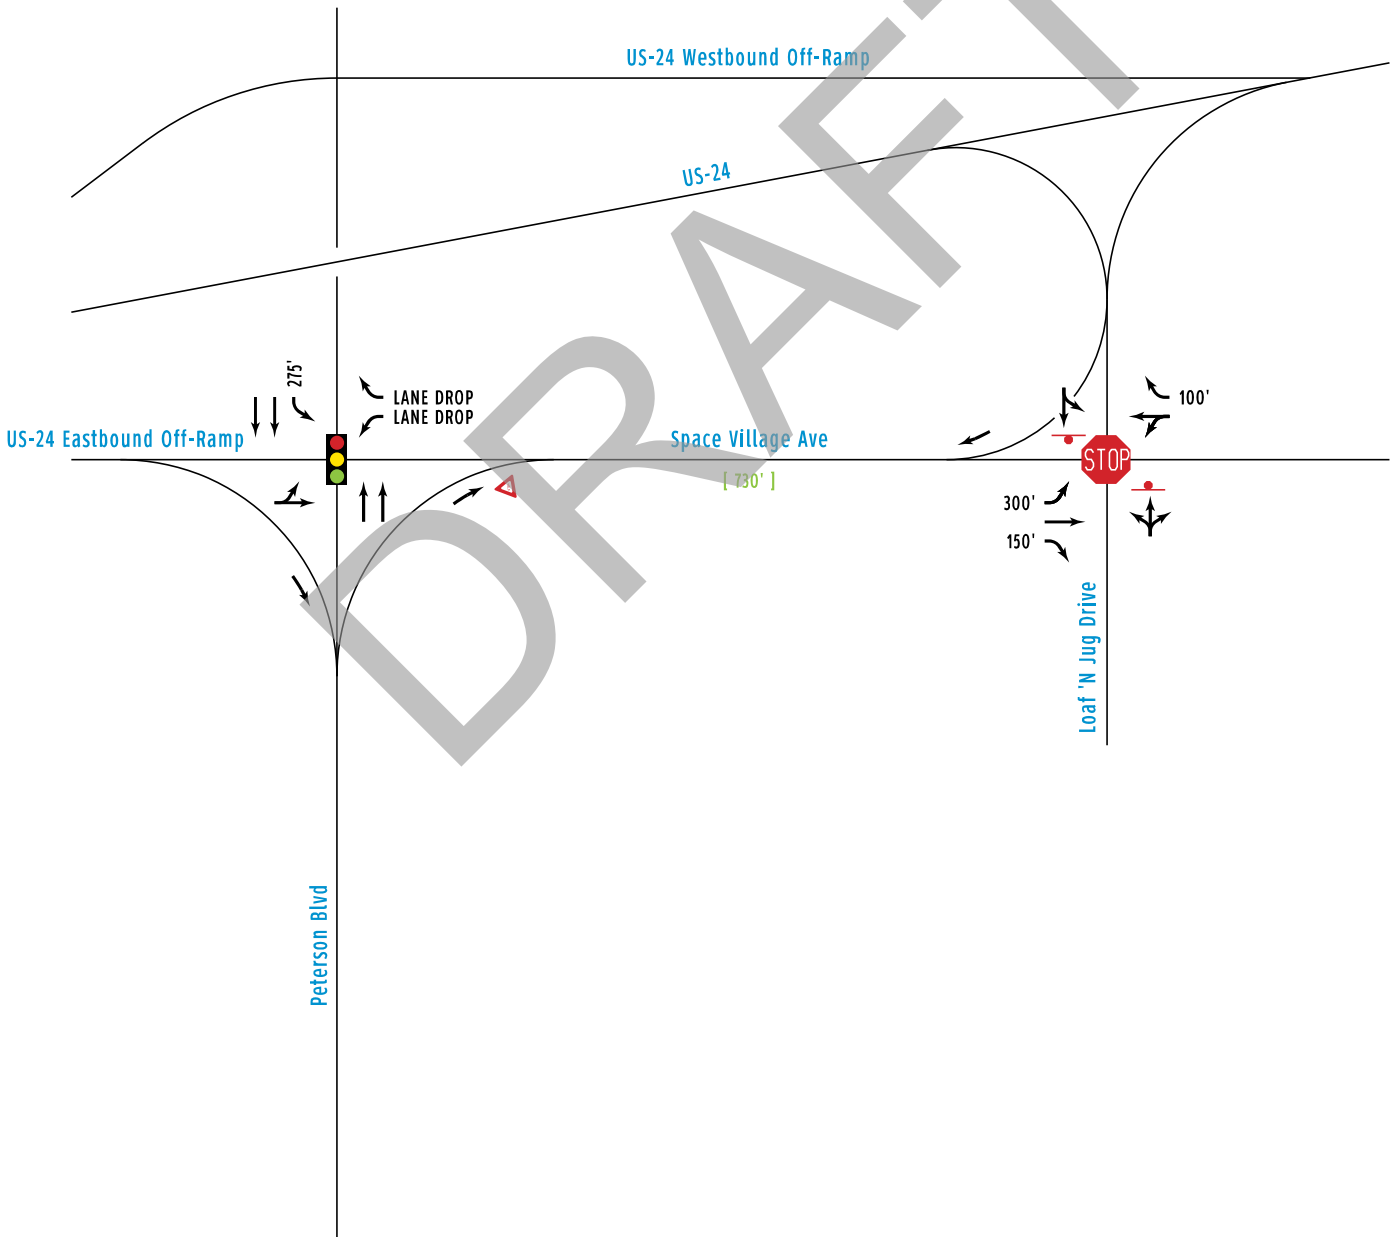 US-24 Westbound Off-Ramp
US-24
275'
LANE DROP
LANE DROP
US-24 Eastbound Off-Ramp
Space Village Ave
[ 730' ]
100'
STOP
300'
150'
Loaf 'N Jug Drive
Peterson Blvd
DRAFT